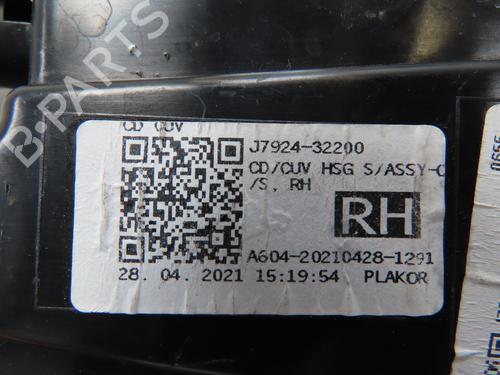 B-PARTS
CD CUV
J7924-32200
CD/CUV HSG S/ASSY-C
/S, RH
RH
A604-20210428-1291
28. 04. 2021 15:19:54 PLAKOR